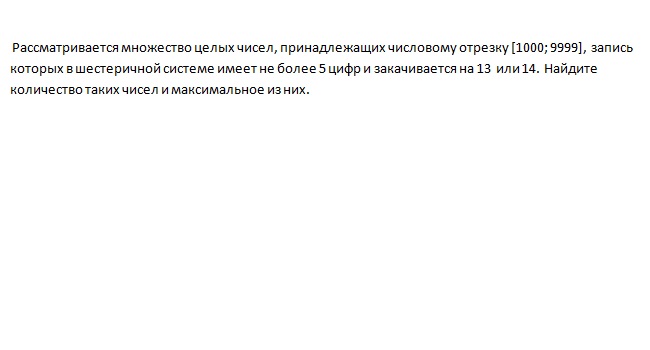 Рассматривается множество целых чисел, принадлежащих числовому отрезку [1000; 9999], запись
которых в шестеричной системе имеет не более 5 цифр и закачивается на 13 или 14. Найдите
количество таких чисел и максимальное из них.